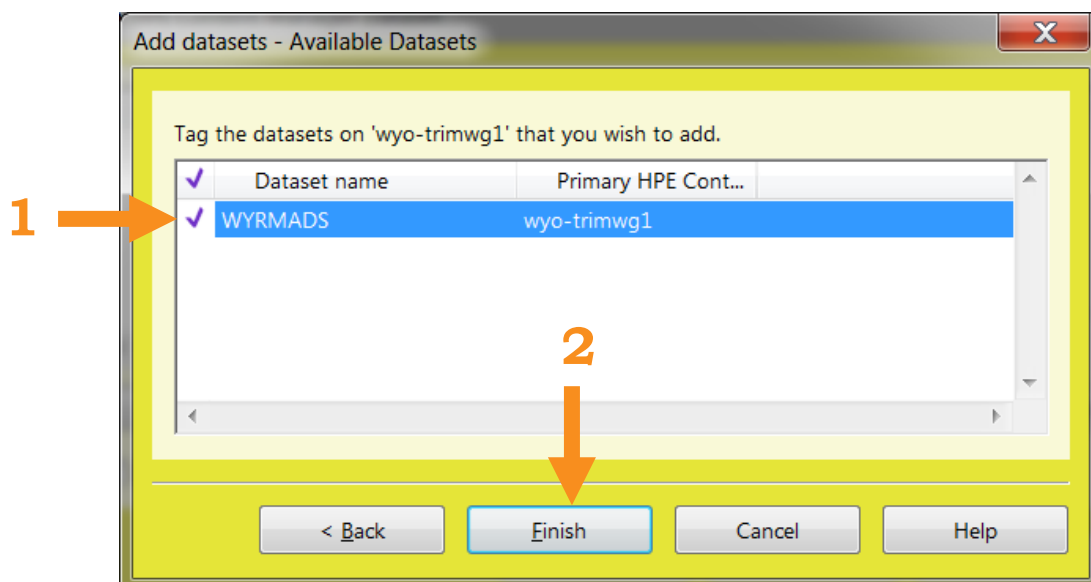 Add datasets - Available Datasets
X
Tag the datasets on 'wyo-trimwg1' that you wish to add.
Dataset name Primary HPE Cont...
1 WYRMADS wyo-trimwg1
2
< Back Finish Cancel Help